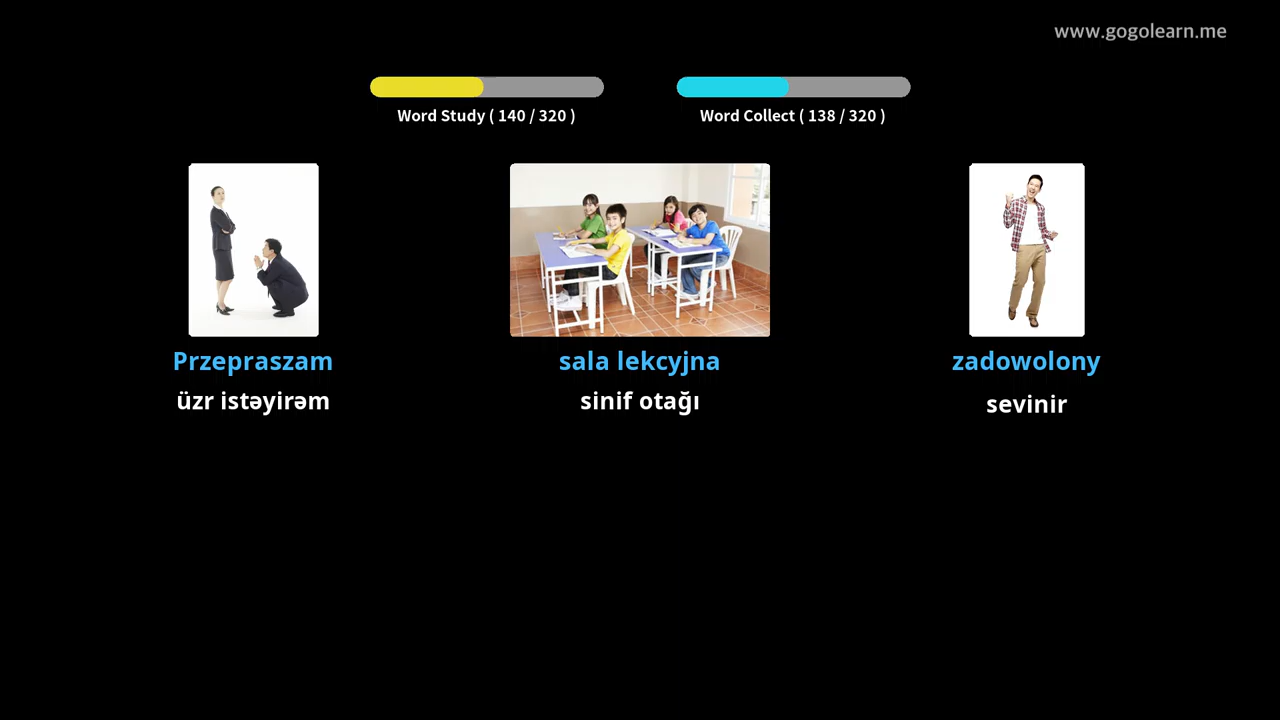 www.gogolearn.me
Word Study ( 140 / 320 )
Word Collect ( 138 / 320 )
Przepraszam
sala lekcyjna
zadowolony
üzr istəyirəm
sinif otağı
sevinir